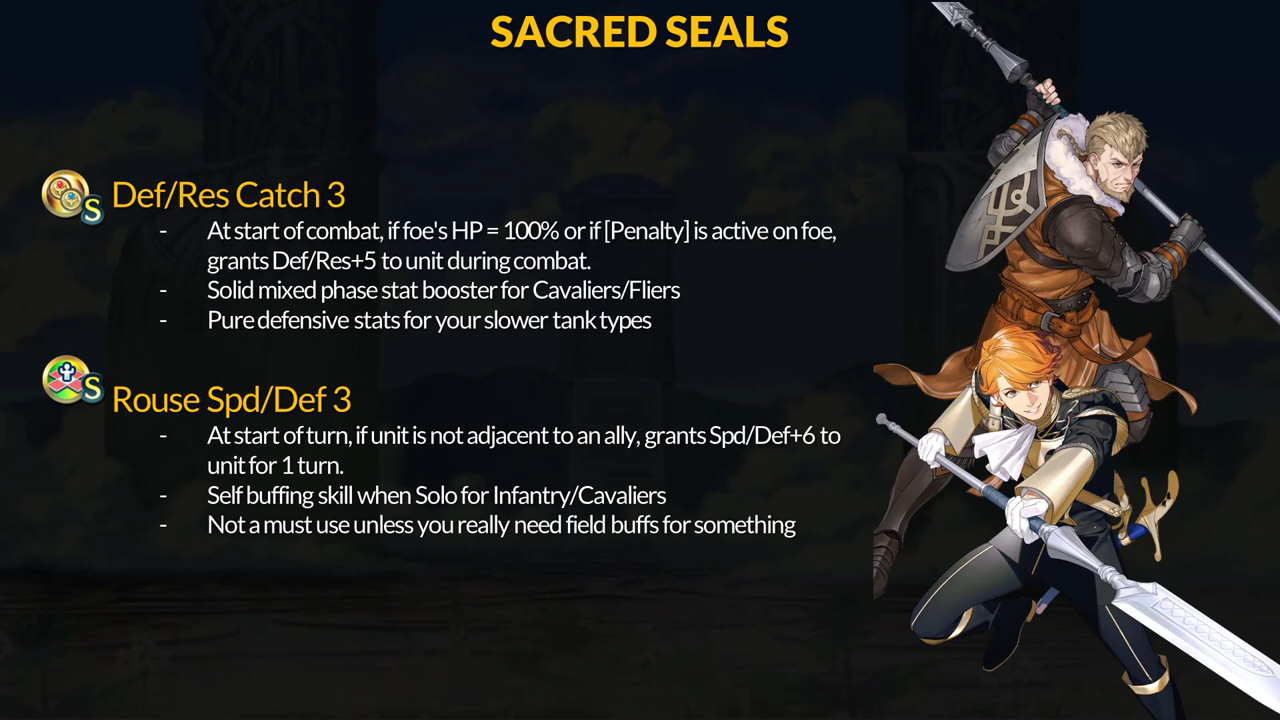 SACRED SEALS
S
Def/Res Catch 3
- At start of combat, if foe's HP = 100% or if [Penalty] is active on foe,
grants Def/Res+5 to unit during combat.
- Solid mixed phase stat booster for Cavaliers/Fliers
- Pure defensive stats for your slower tank types
S
Rouse Spd/Def 3
- At start of turn, if unit is not adjacent to an ally, grants Spd/Def+6 to
unit for 1 turn.
- Self buffing skill when Solo for Infantry/Cavaliers
- Not a must use unless you really need field buffs for something